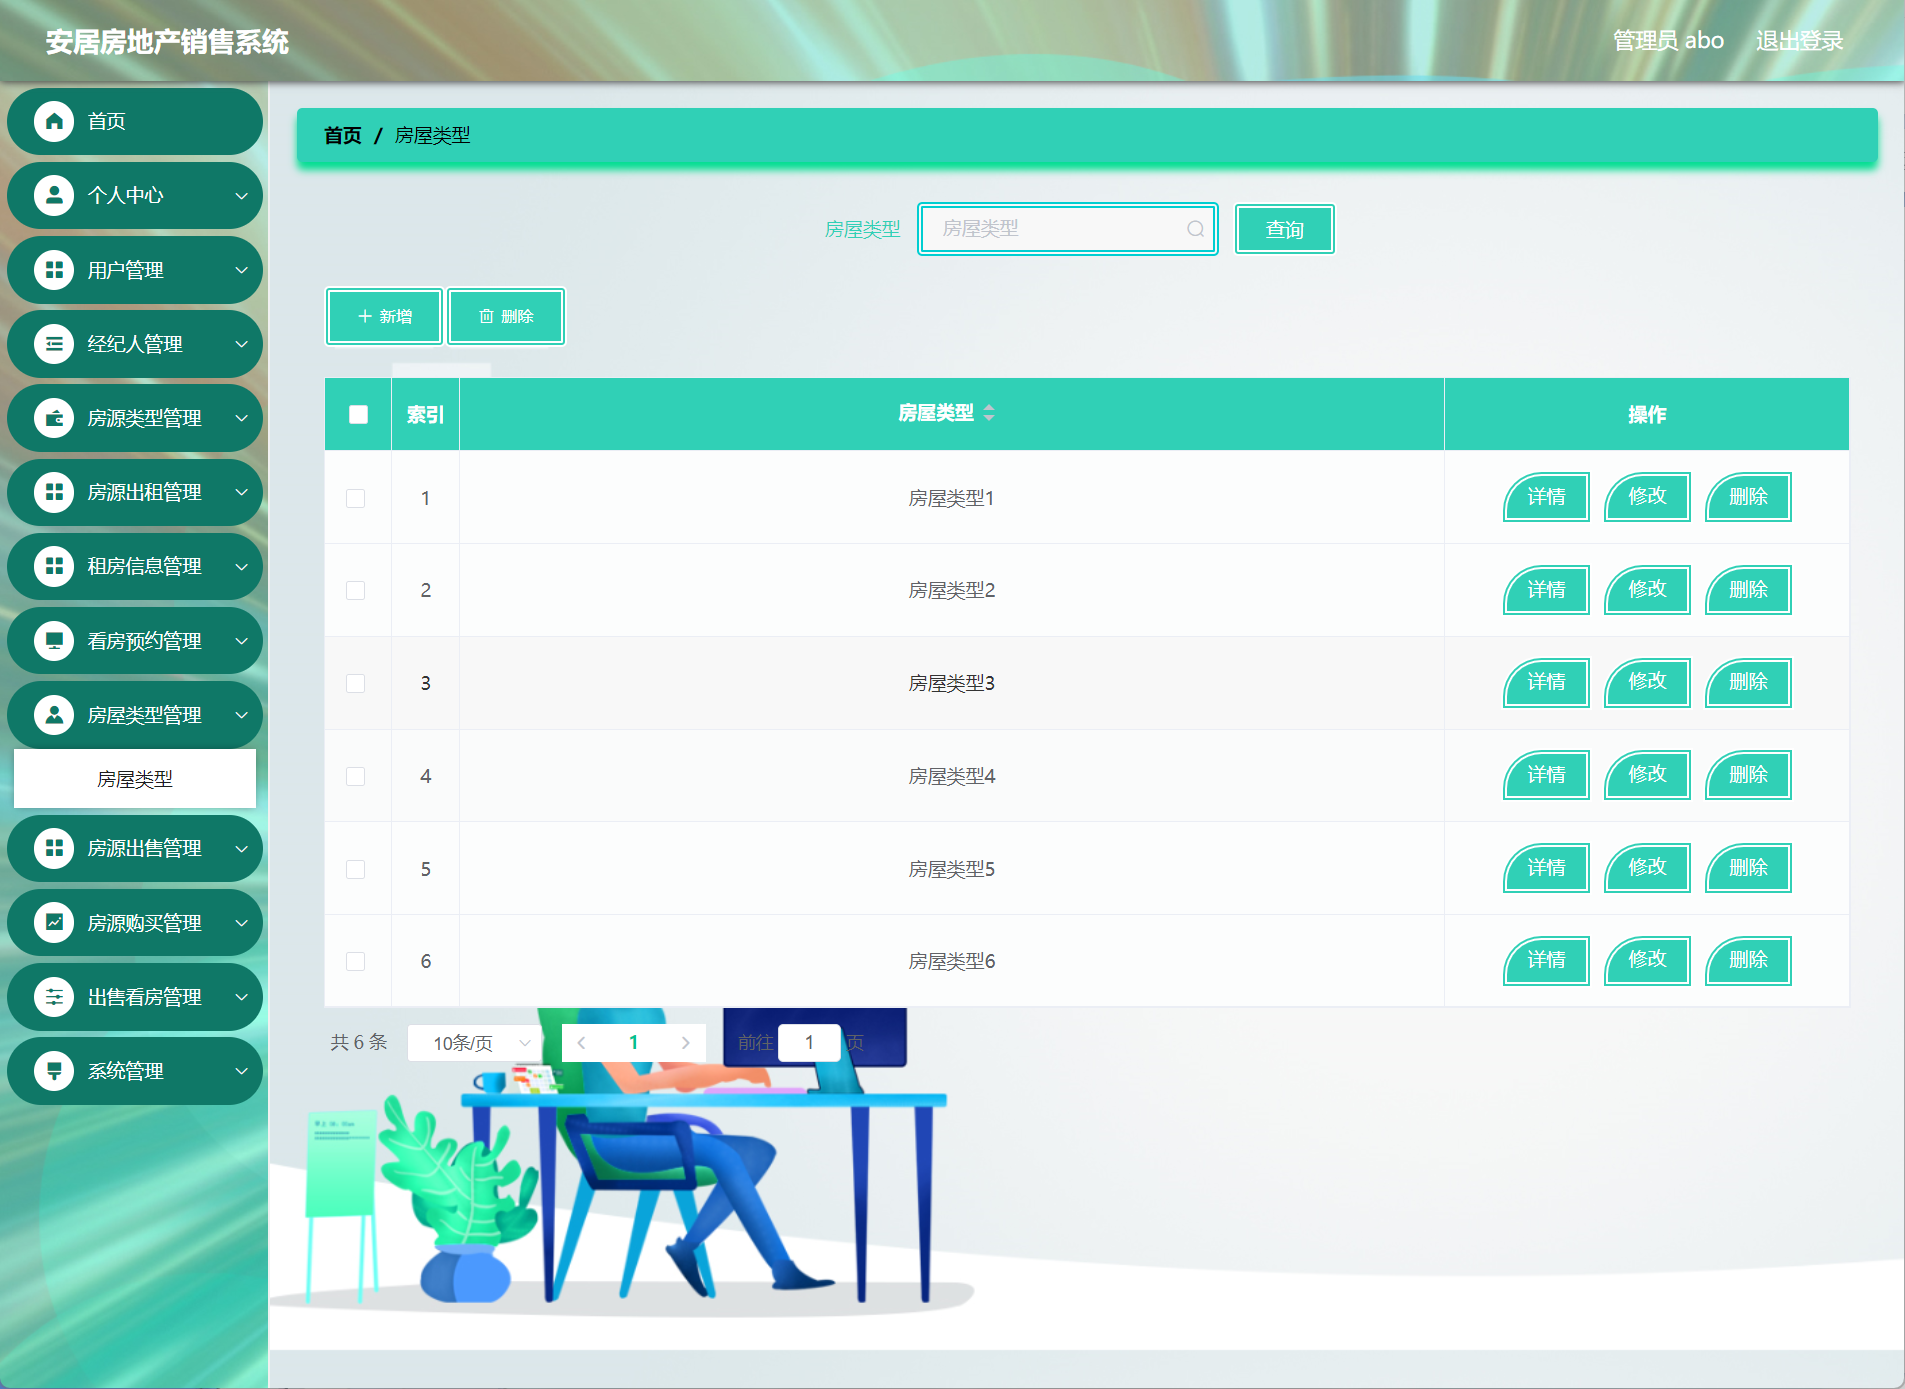 安居房地产销售系统
管理员 abo 退出登录
首页
个人中心
用户管理
经纪人管理
房源类型管理
房源出租管理
租房信息管理
看房预约管理
房屋类型管理
房屋类型
房源出售管理
房源购买管理
出售看房管理
系统管理
首页 / 房屋类型
房屋类型 房屋类型 查询
新增 删除
索引 房屋类型 操作
1 房屋类型1 详情 修改 删除
2 房屋类型2 详情 修改 删除
3 房屋类型3 详情 修改 删除
4 房屋类型4 详情 修改 删除
5 房屋类型5 详情 修改 删除
6 房屋类型6 详情 修改 删除
共 6 条 10条/页 1 前往 1 页